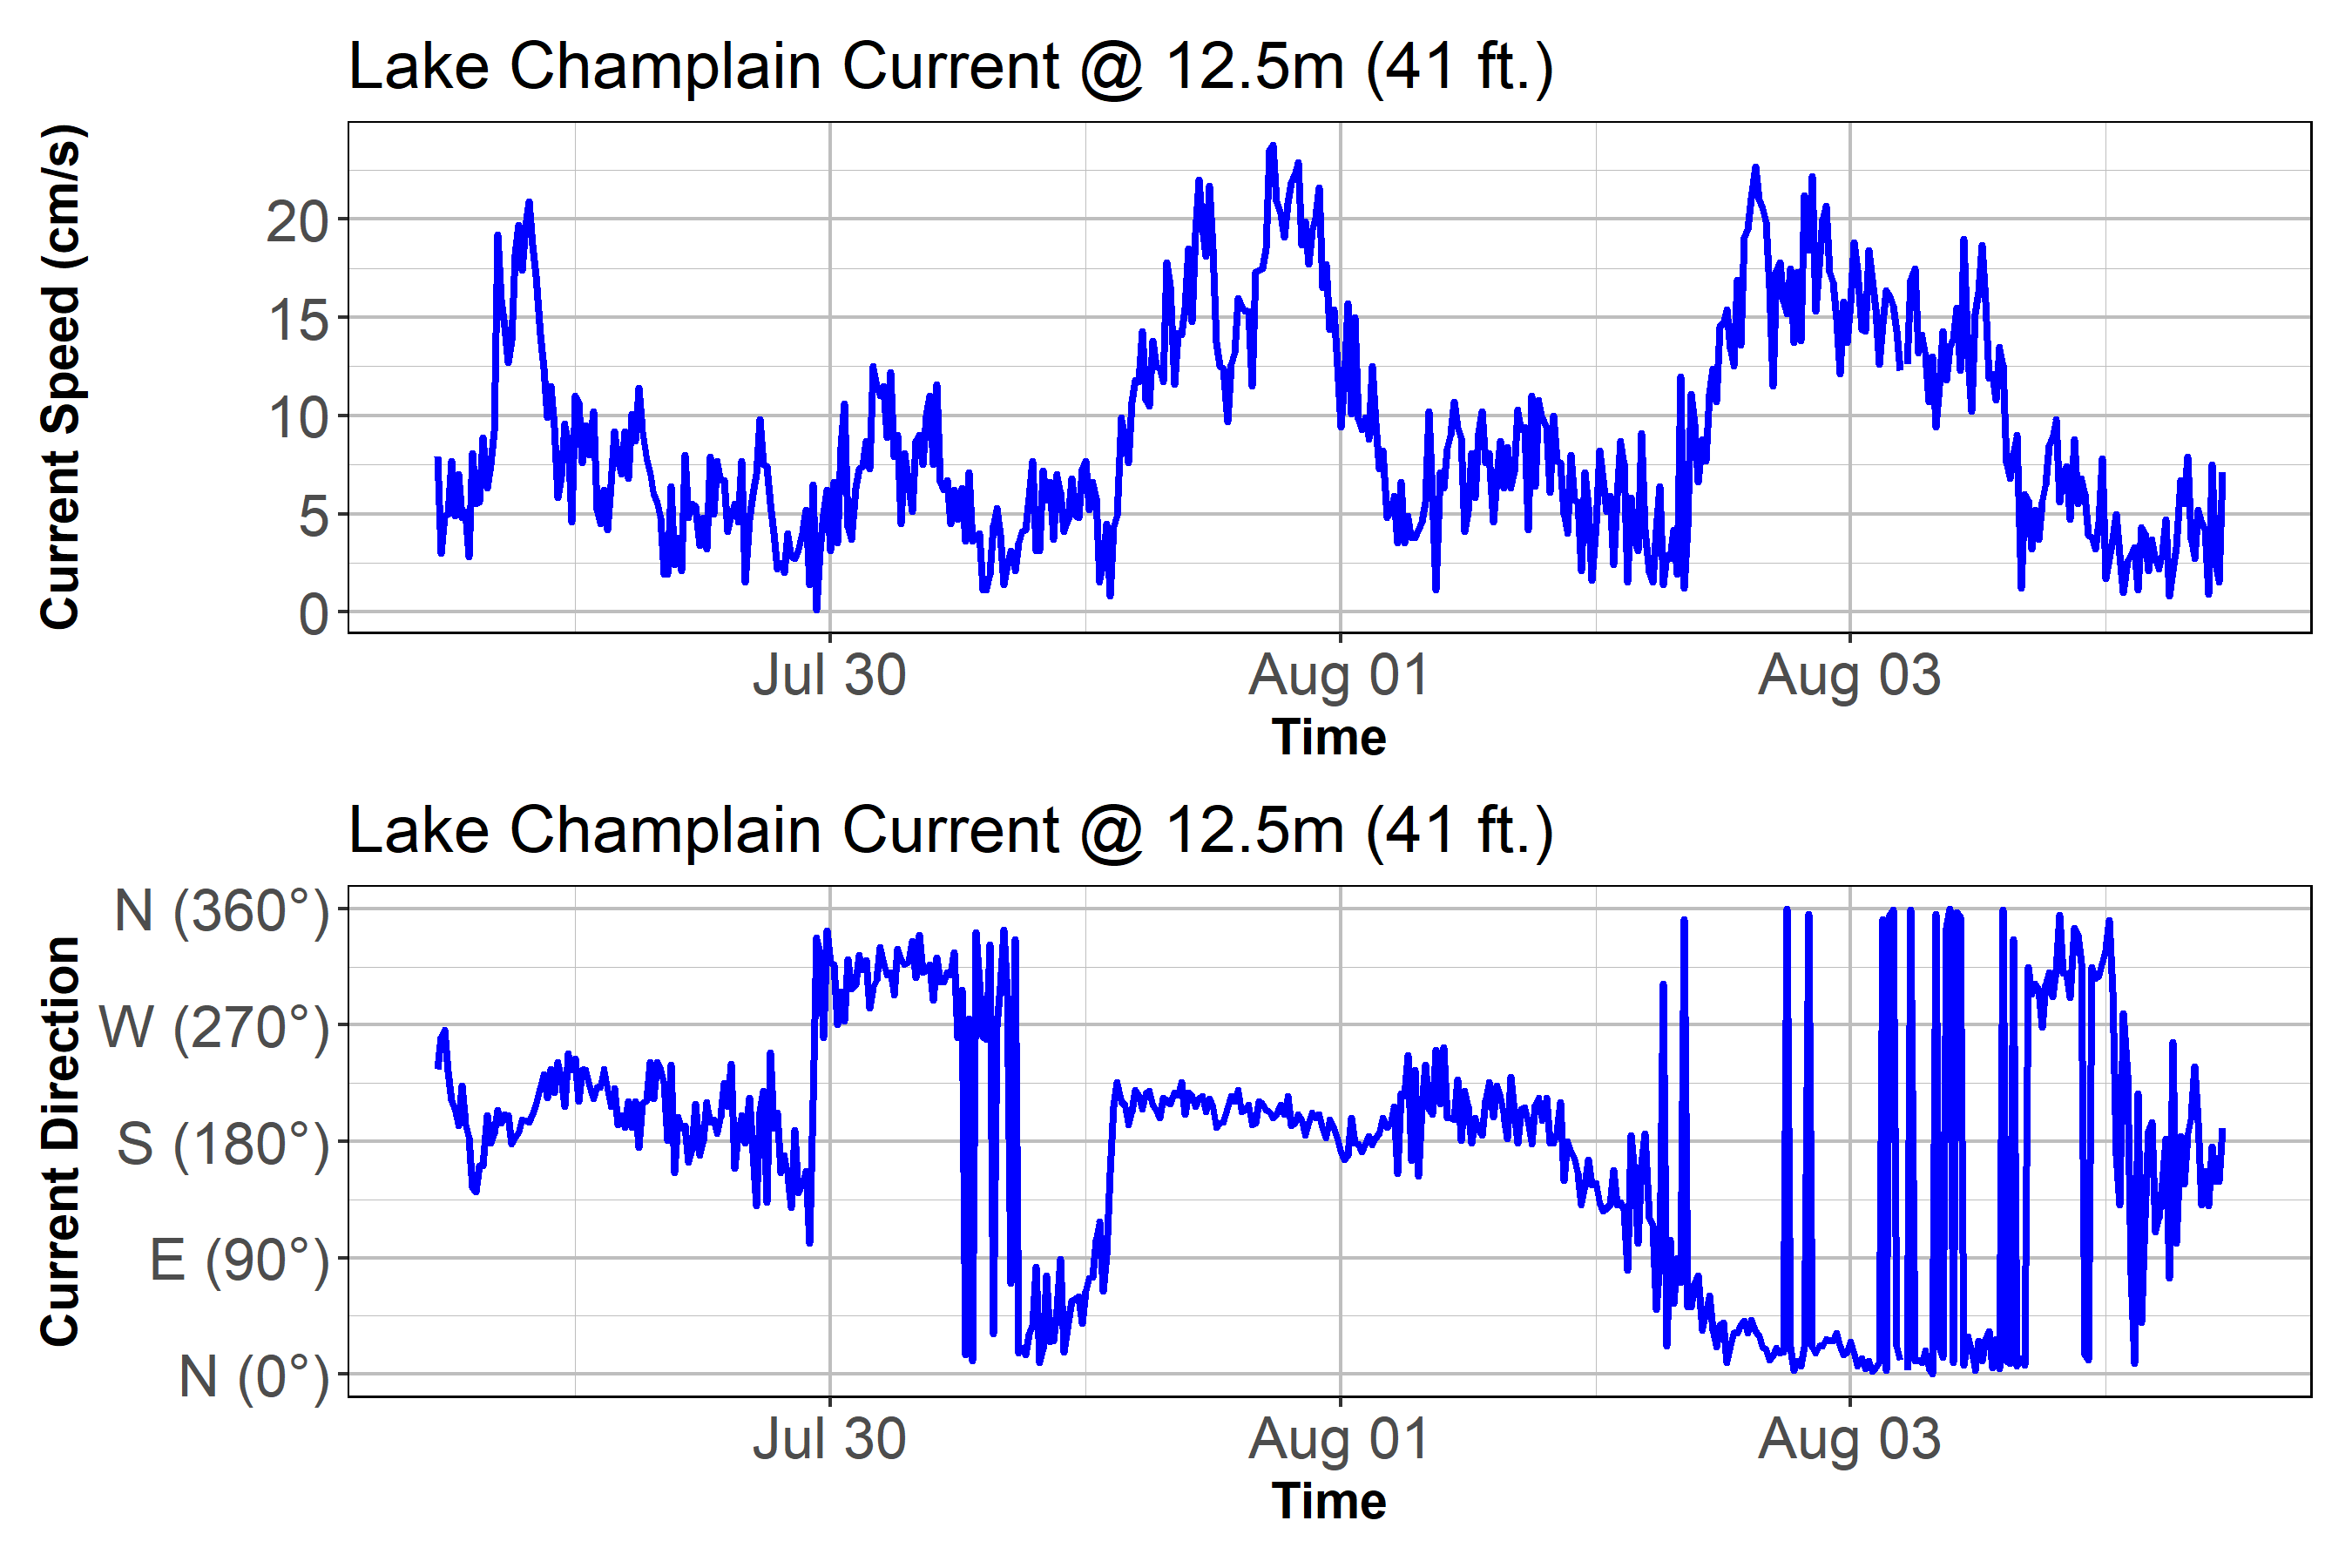 Lake Champlain Current @ 12.5m (41 ft.)
Current Speed (cm/s)
20
15
10
5
0
Jul 30
Aug 01
Aug 03
Time
Lake Champlain Current @ 12.5m (41 ft.)
Current Direction
N (360°)
W (270°)
S (180°)
E (90°)
N (0°)
Jul 30
Aug 01
Aug 03
Time